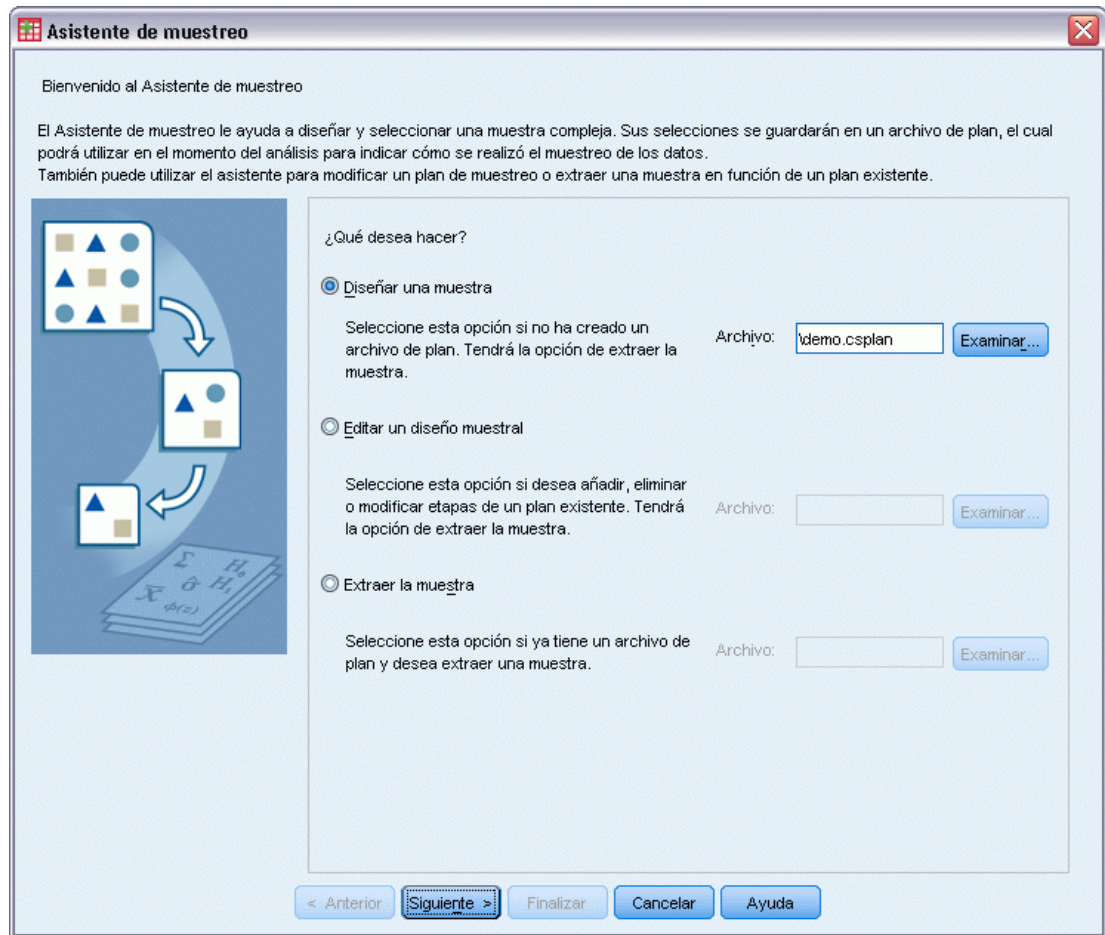 Asistente de muestreo
Bienvenido al Asistente de muestreo
El Asistente de muestreo le ayuda a diseñar y seleccionar una muestra compleja. Sus selecciones se guardarán en un archivo de plan, el cual
podrá utilizar en el momento del análisis para indicar cómo se realizó el muestreo de los datos.
También puede utilizar el asistente para modificar un plan de muestreo o extraer una muestra en función de un plan existente.
¿Qué desea hacer?
Diseñar una muestra
Seleccione esta opción si no ha creado un
archivo de plan. Tendrá la opción de extraer la
muestra.
Archivo: \demo.csplan Examinar...
Editar un diseño muestral
Seleccione esta opción si desea añadir, eliminar
o modificar etapas de un plan existente. Tendrá
la opción de extraer la muestra.
Archivo: Examinar...
Extraer la muestra
Seleccione esta opción si ya tiene un archivo de
plan y desea extraer una muestra.
Archivo: Examinar...
Σ H₀
x̄ σ̂ H₁
φ(z)
< Anterior Siguiente > Finalizar Cancelar Ayuda